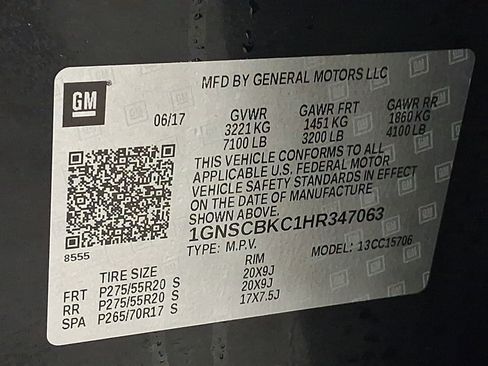 GM
MFD BY GENERAL MOTORS LLC
06/17 GVWR GAWR FRT GAWR RR
3221 KG 1451 KG 1860 KG
7100 LB 3200 LB 4100 LB
THIS VEHICLE CONFORMS TO ALL
APPLICABLE U.S. FEDERAL MOTOR
VEHICLE SAFETY STANDARDS IN EFFECT
ON THE DATE OF MANUFACTURE
SHOWN ABOVE.
1GNSCBKC1HR347063
8555 TYPE: M.P.V. MODEL: 13CC15706
TIRE SIZE RIM
FRT P275/55R20 S 20X9J
RR P275/55R20 S 20X9J
SPA P265/70R17 S 17X7.5J